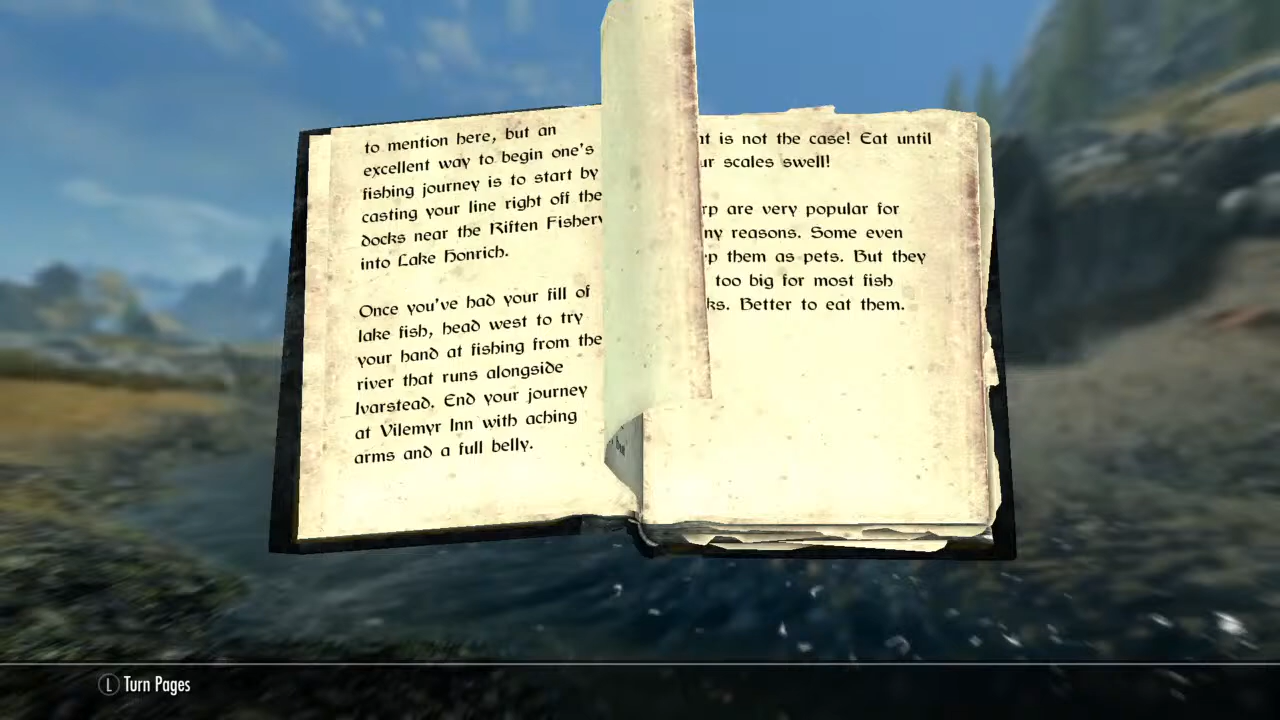 to mention here, but an
excellent way to begin one's
fishing journey is to start by
casting your line right off the
docks near the Riften Fishery
into Lake Honrich.
Once you've had your fill of
lake fish, head west to try
your hand at fishing from the
river that runs alongside
Ivarstead. End your journey
at Vilemyr Inn with aching
arms and a full belly.
is not the case! Eat until
scales swell!
are very popular for
reasons. Some even
them as pets. But they
too big for most fish
Better to eat them.
L Turn Pages